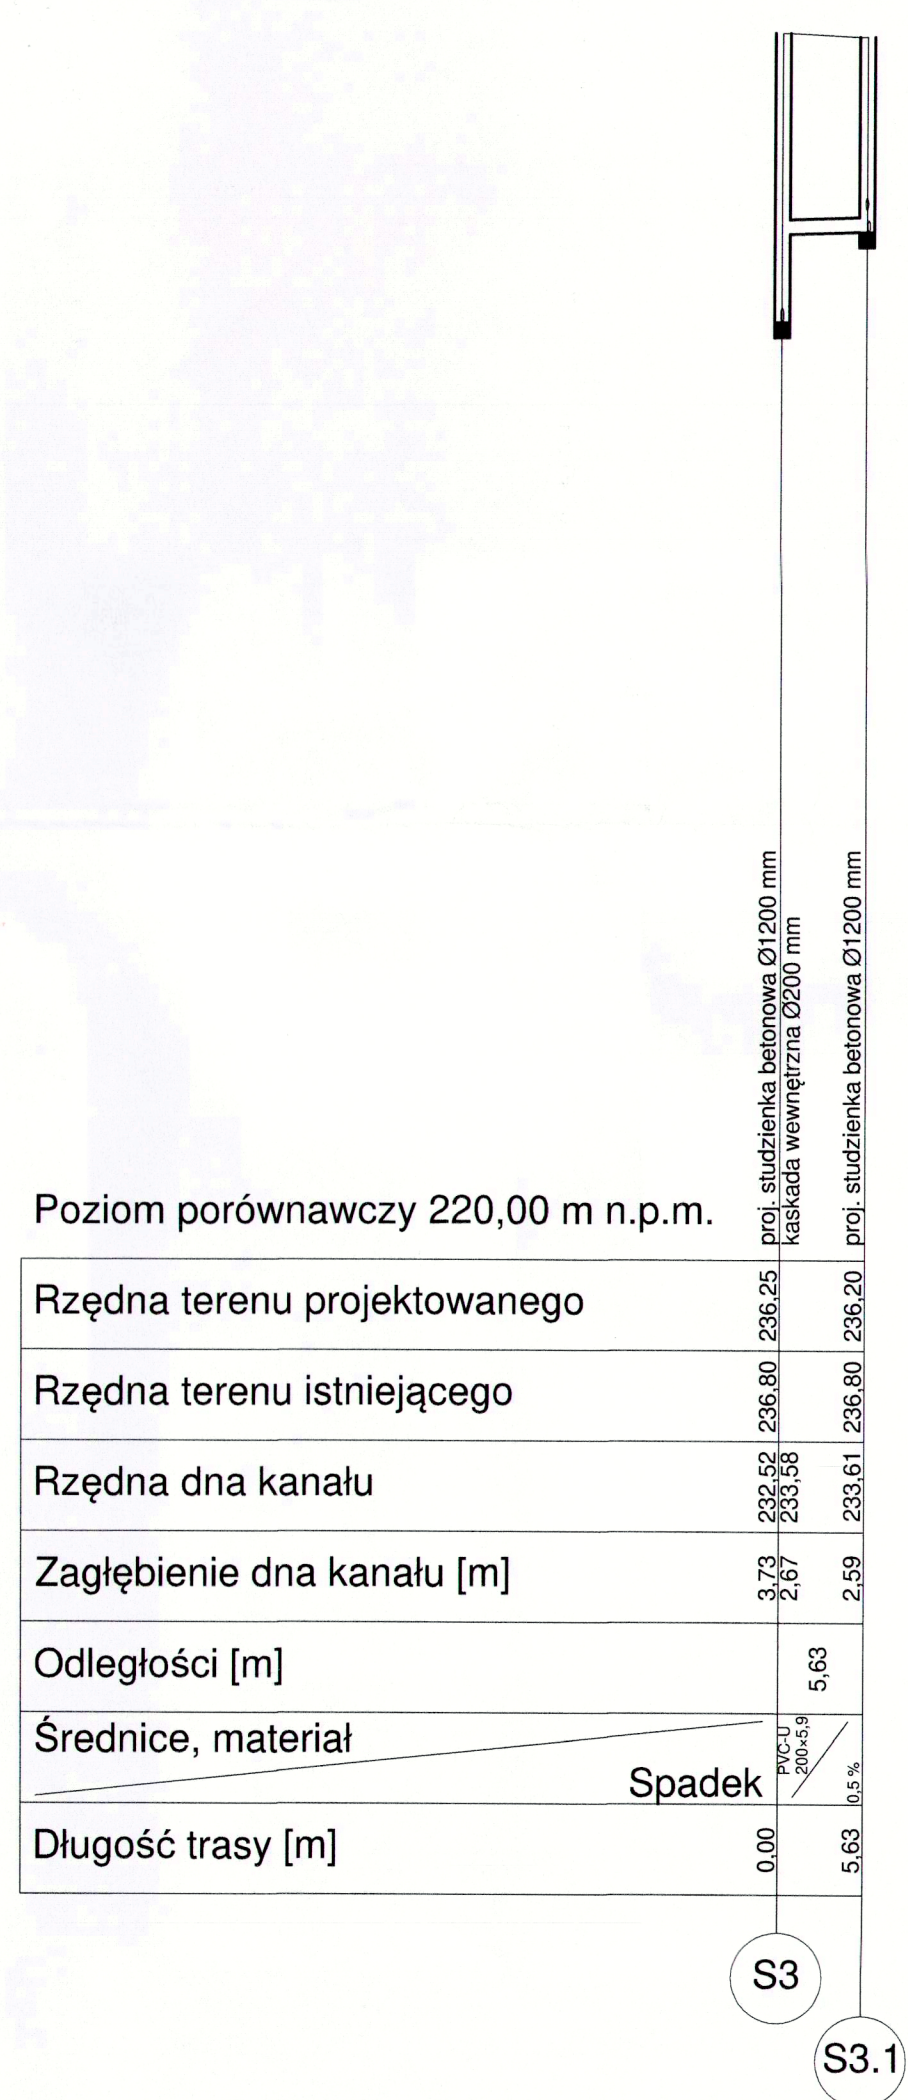 proj. studzienka betonowa Ø1200 mm
kaskada wewnętrzna Ø200 mm
proj. studzienka betonowa Ø1200 mm
Poziom porównawczy 220,00 m n.p.m.
Rzędna terenu projektowanego 236,25 236,20
Rzędna terenu istniejącego 236,80 236,80
Rzędna dna kanału 232,52 233,58 233,61
Zagłębienie dna kanału [m] 3,73 2,67 2,59
Odległości [m] 5,63
Średnice, materiał PVC-U
200×5,9
Spadek 0,5 %
Długość trasy [m] 0,00 5,63
S3
S3.1